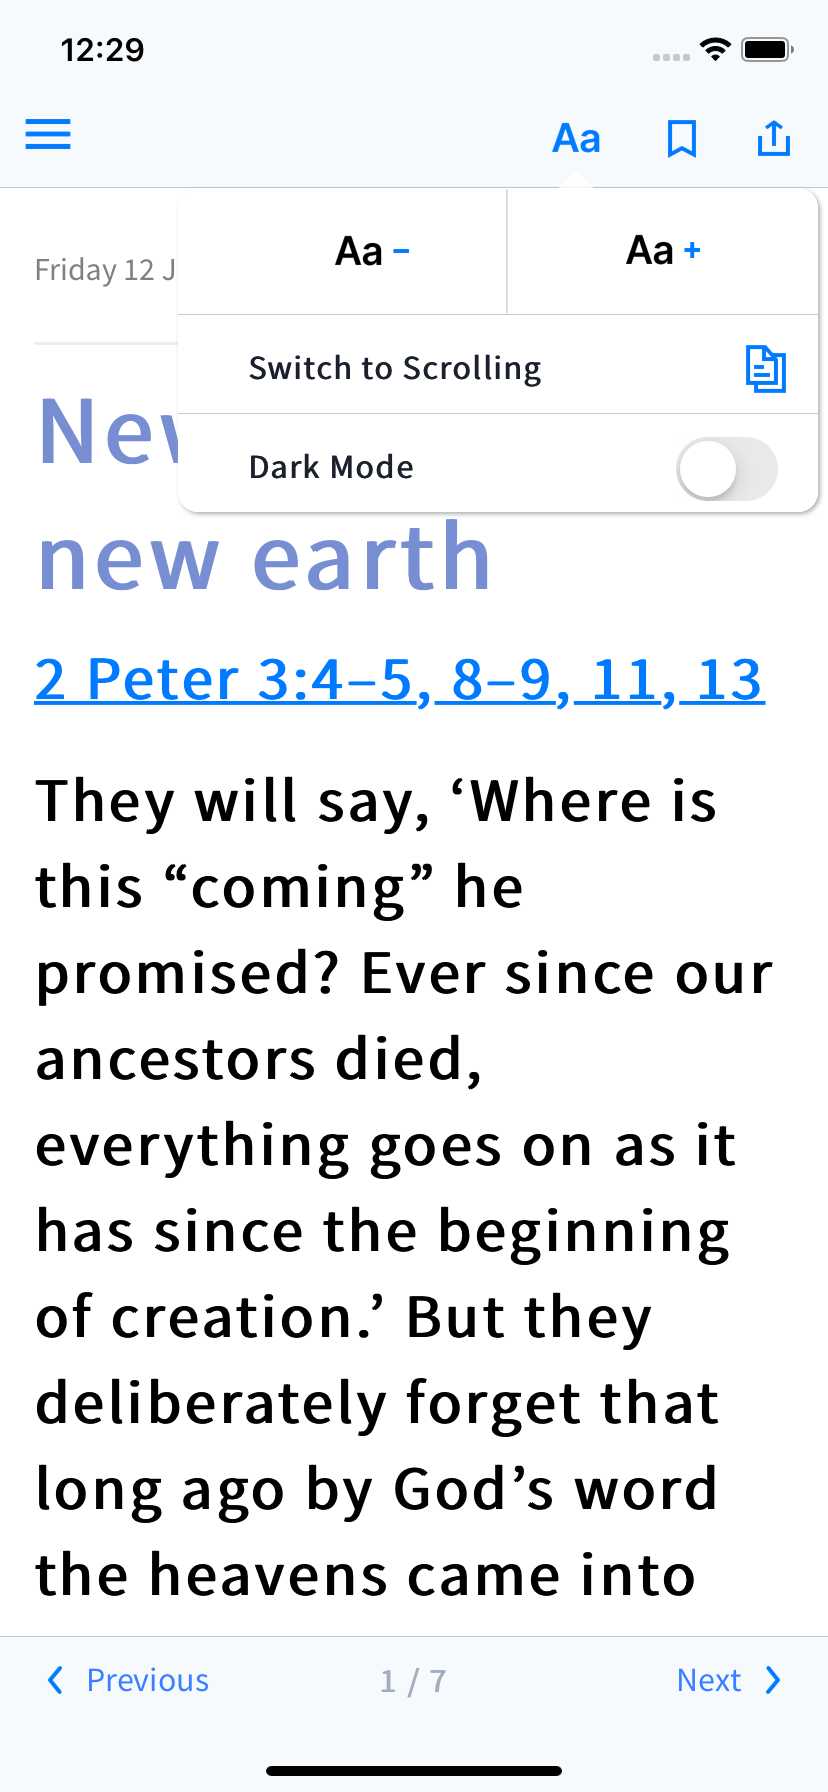 12:29
Aa
Aa -
Aa +
Friday 12 J
Switch to Scrolling
Dark Mode
new earth
2 Peter 3:4–5, 8–9, 11, 13
They will say, ‘Where is
this “coming” he
promised? Ever since our
ancestors died,
everything goes on as it
has since the beginning
of creation.’ But they
deliberately forget that
long ago by God’s word
the heavens came into
Previous
1 / 7
Next